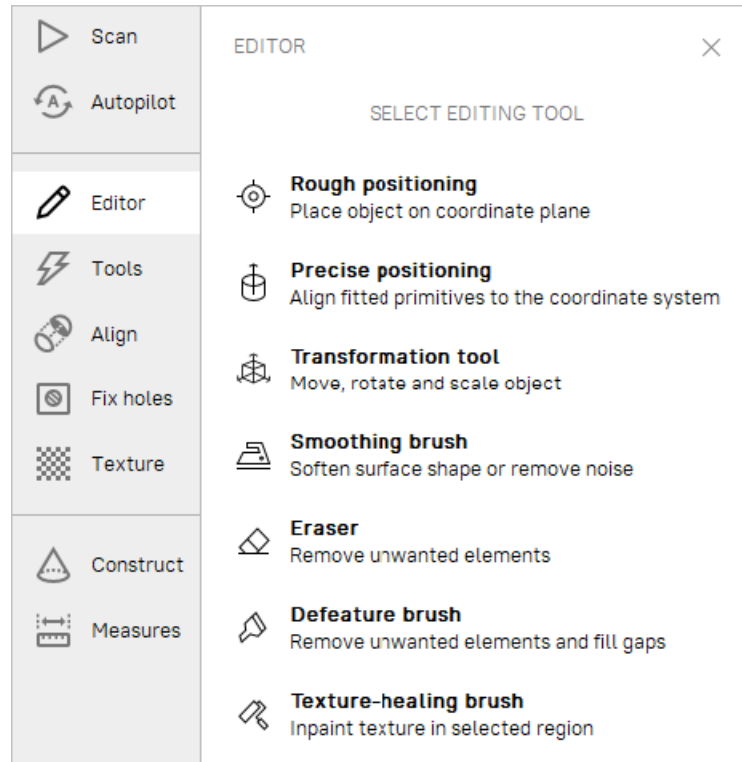 Scan
Autopilot
Editor
Tools
Align
Fix holes
Texture
Construct
Measures
EDITOR
SELECT EDITING TOOL
Rough positioning
Place object on coordinate plane
Precise positioning
Align fitted primitives to the coordinate system
Transformation tool
Move, rotate and scale object
Smoothing brush
Soften surface shape or remove noise
Eraser
Remove unwanted elements
Defeature brush
Remove unwanted elements and fill gaps
Texture-healing brush
Inpaint texture in selected region